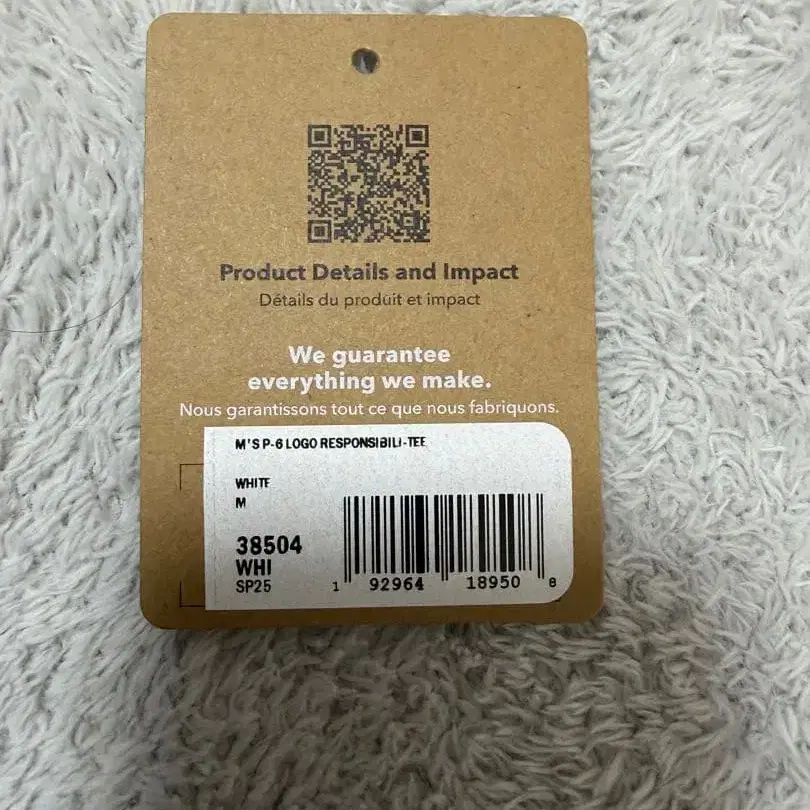 Product Details and Impact
Détails du produit et impact
We guarantee
everything we make.
Nous garantissons tout ce que nous fabriquons.
M'S P-6 LOGO RESPONSIBILI-TEE
WHITE
M
38504
WHI
SP25
1 92964 18950 8